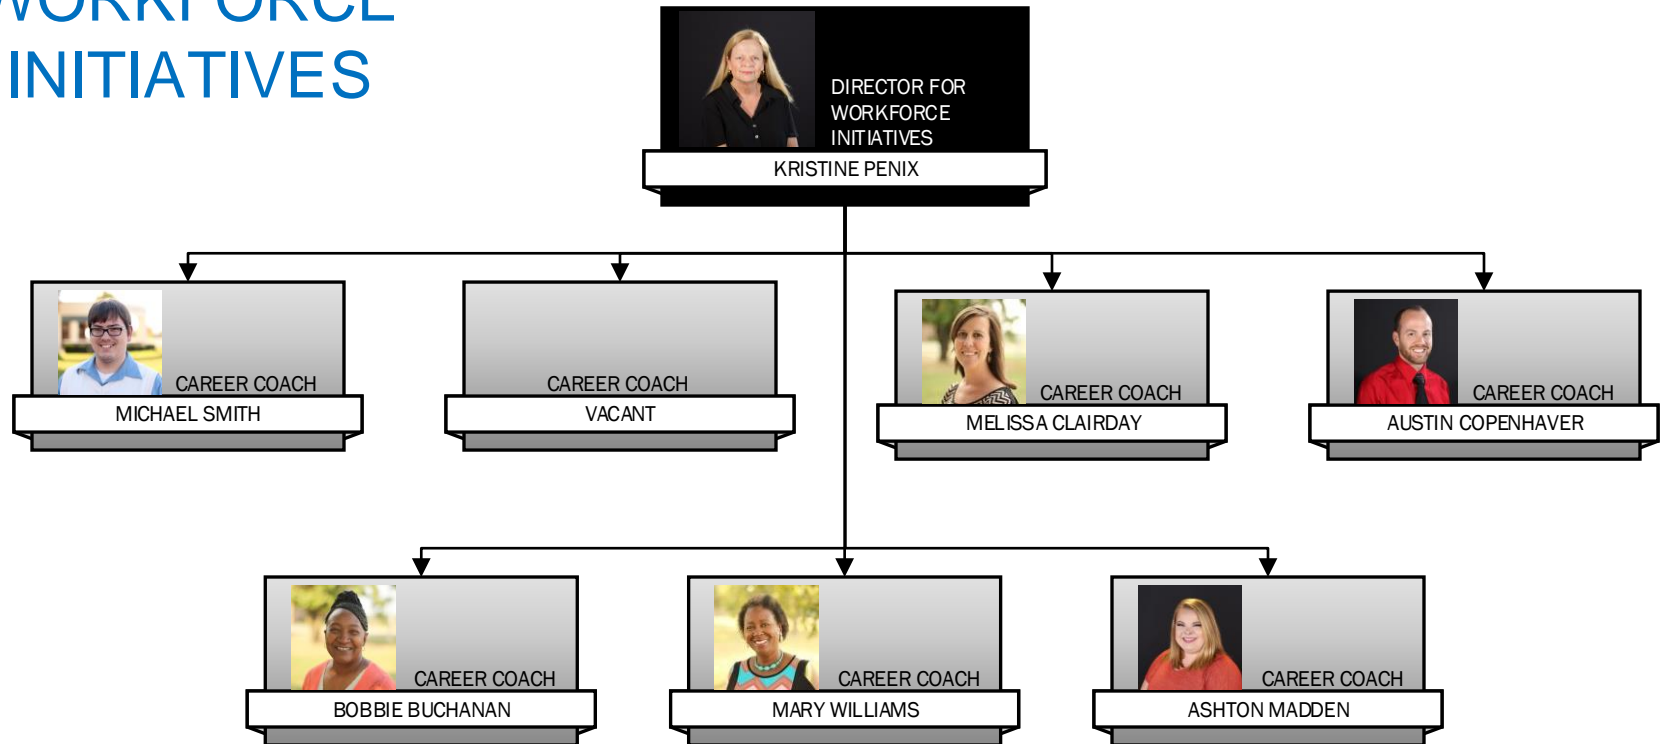 WORKFORCE
INITIATIVES
DIRECTOR FOR
WORKFORCE
INITIATIVES
KRISTINE PENIX
CAREER COACH
MICHAEL SMITH
CAREER COACH
VACANT
CAREER COACH
MELISSA CLAIRDAY
CAREER COACH
AUSTIN COPENHAVER
CAREER COACH
BOBBIE BUCHANAN
CAREER COACH
MARY WILLIAMS
CAREER COACH
ASHTON MADDEN